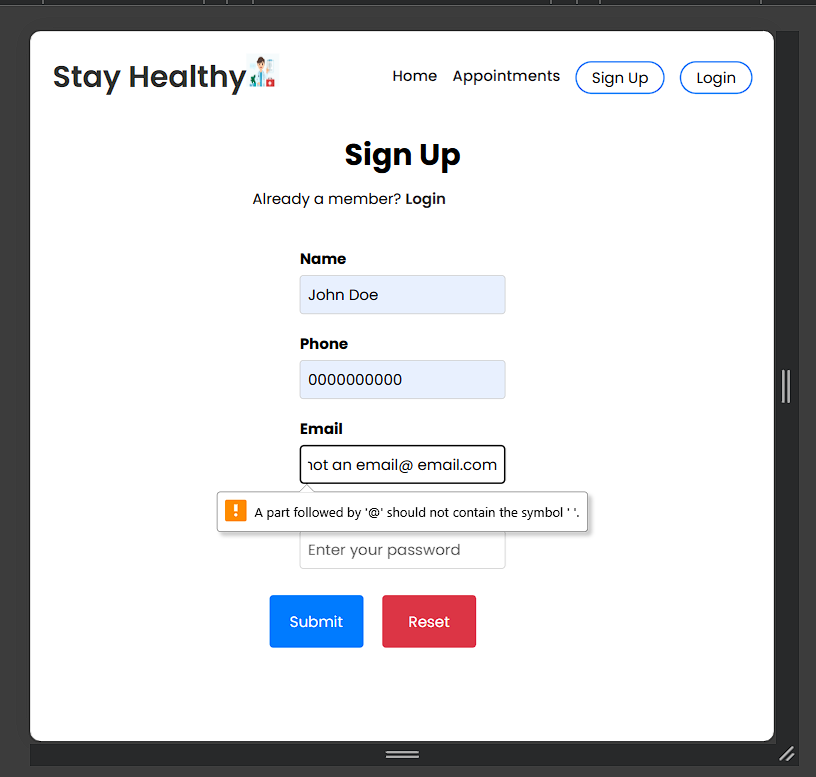 Stay Healthy
Home Appointments Sign Up Login
Sign Up
Already a member? Login
Name
John Doe
Phone
0000000000
Email
not an email@ email.com
A part followed by '@' should not contain the symbol ' '.
Enter your password
Submit Reset